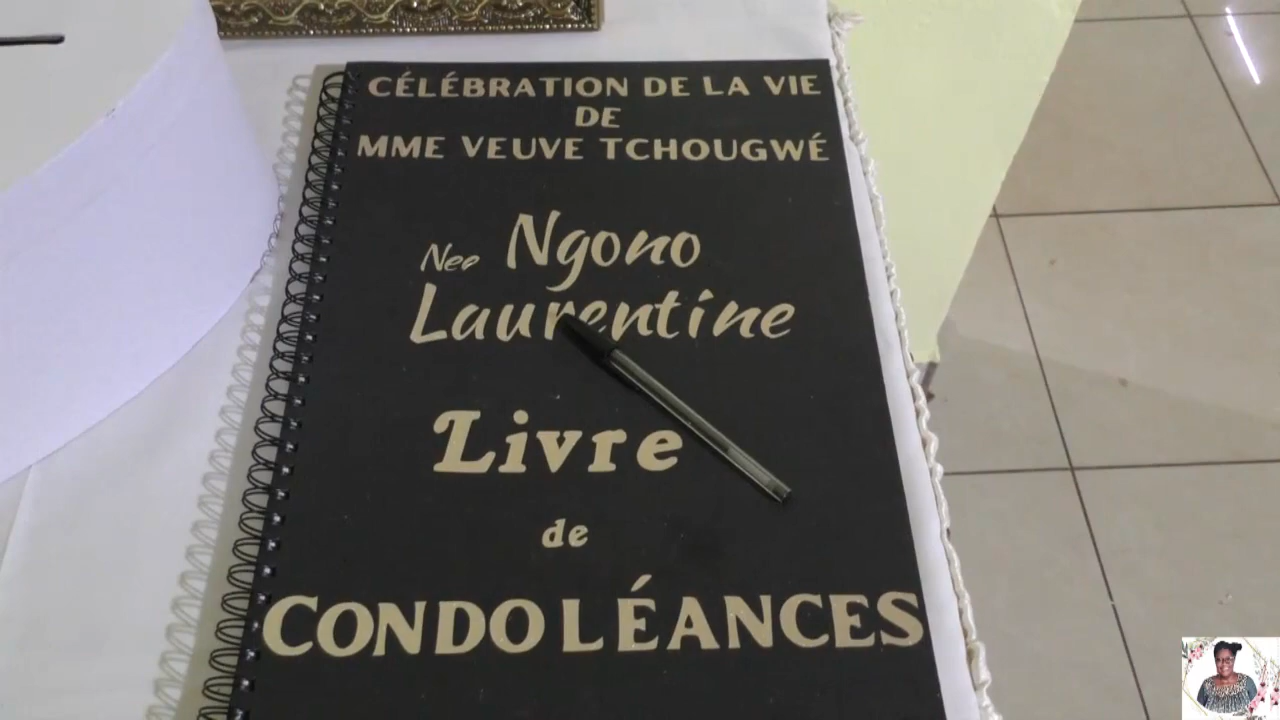 CÉLÉBRATION DE LA VIE
DE
MME VEUVE TCHOUGWÉ
Nee Ngono
Laurentine
Livre
de
CONDOLÉANCES